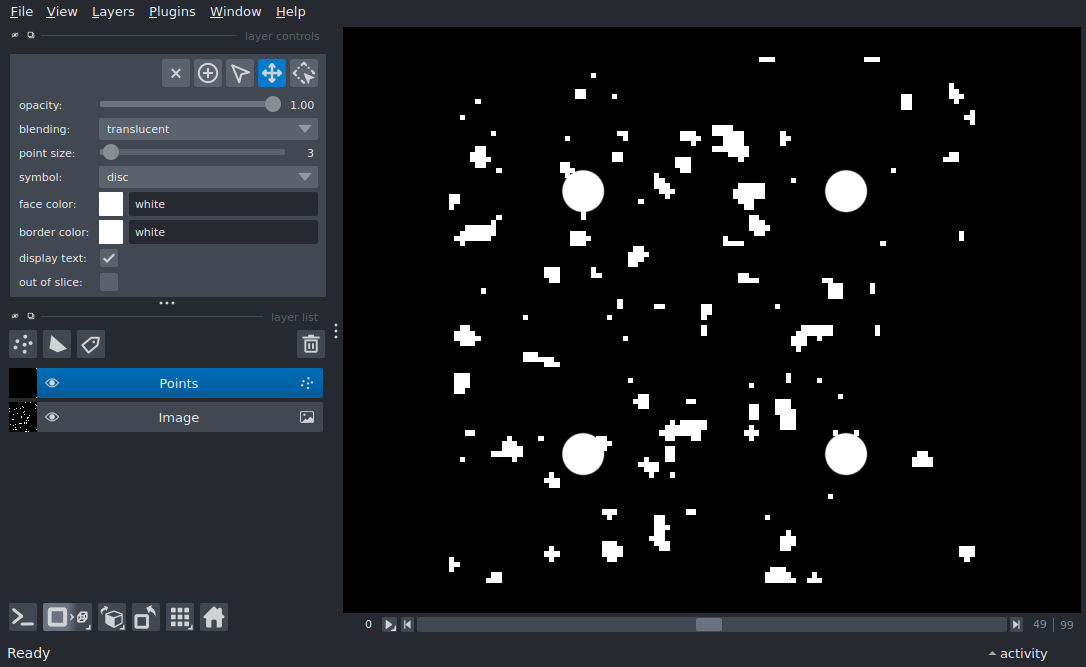 File View Layers Plugins Window Help
layer controls
opacity: 1.00
blending: translucent
point size: 3
symbol: disc
face color: white
border color: white
display text:
out of slice:
layer list
Points
Image
0 49 | 99
Ready activity